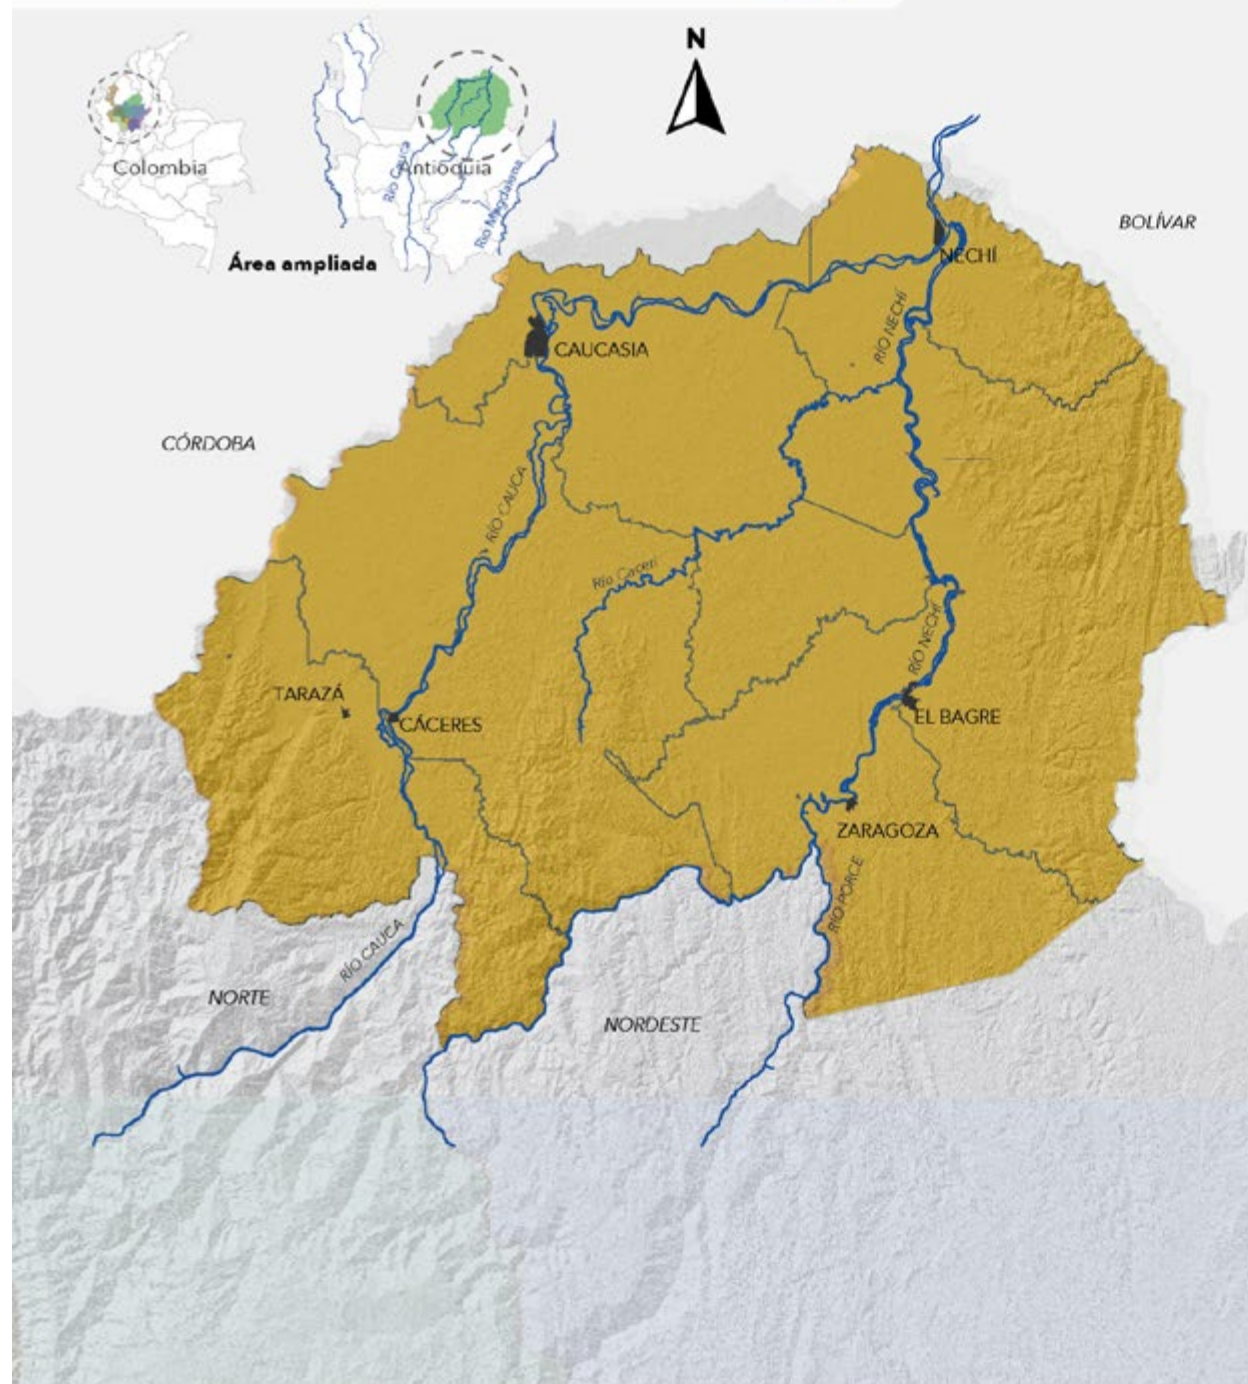 N
Colombia
Antioquia
Río Cauca
Río Magdalena
Área ampliada
BOLÍVAR
NECHÍ
RÍO NECHÍ
CAUCASIA
CÓRDOBA
RÍO CAUCA
Río Caceri
RÍO NECHÍ
TARAZÁ
CÁCERES
EL BAGRE
ZARAGOZA
RÍO PORCE
RÍO CAUCA
NORTE
NORDESTE